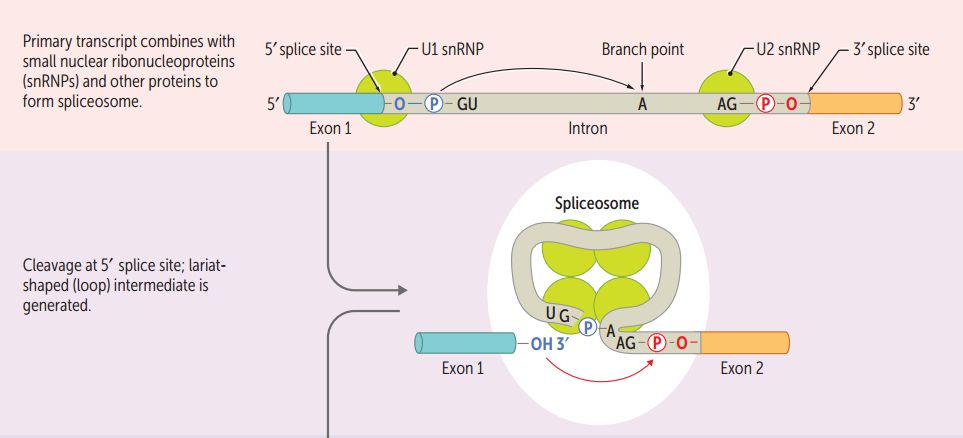 Primary transcript combines with
small nuclear ribonucleoproteins
(snRNPs) and other proteins to
form spliceosome.
5′ splice site
U1 snRNP
Branch point
U2 snRNP
3′ splice site
5′
O P GU
A
AG P O
3′
Exon 1
Intron
Exon 2
Spliceosome
Cleavage at 5′ splice site; lariat-
shaped (loop) intermediate is
generated.
U G P A
OH 3′
AG P O
Exon 1
Exon 2